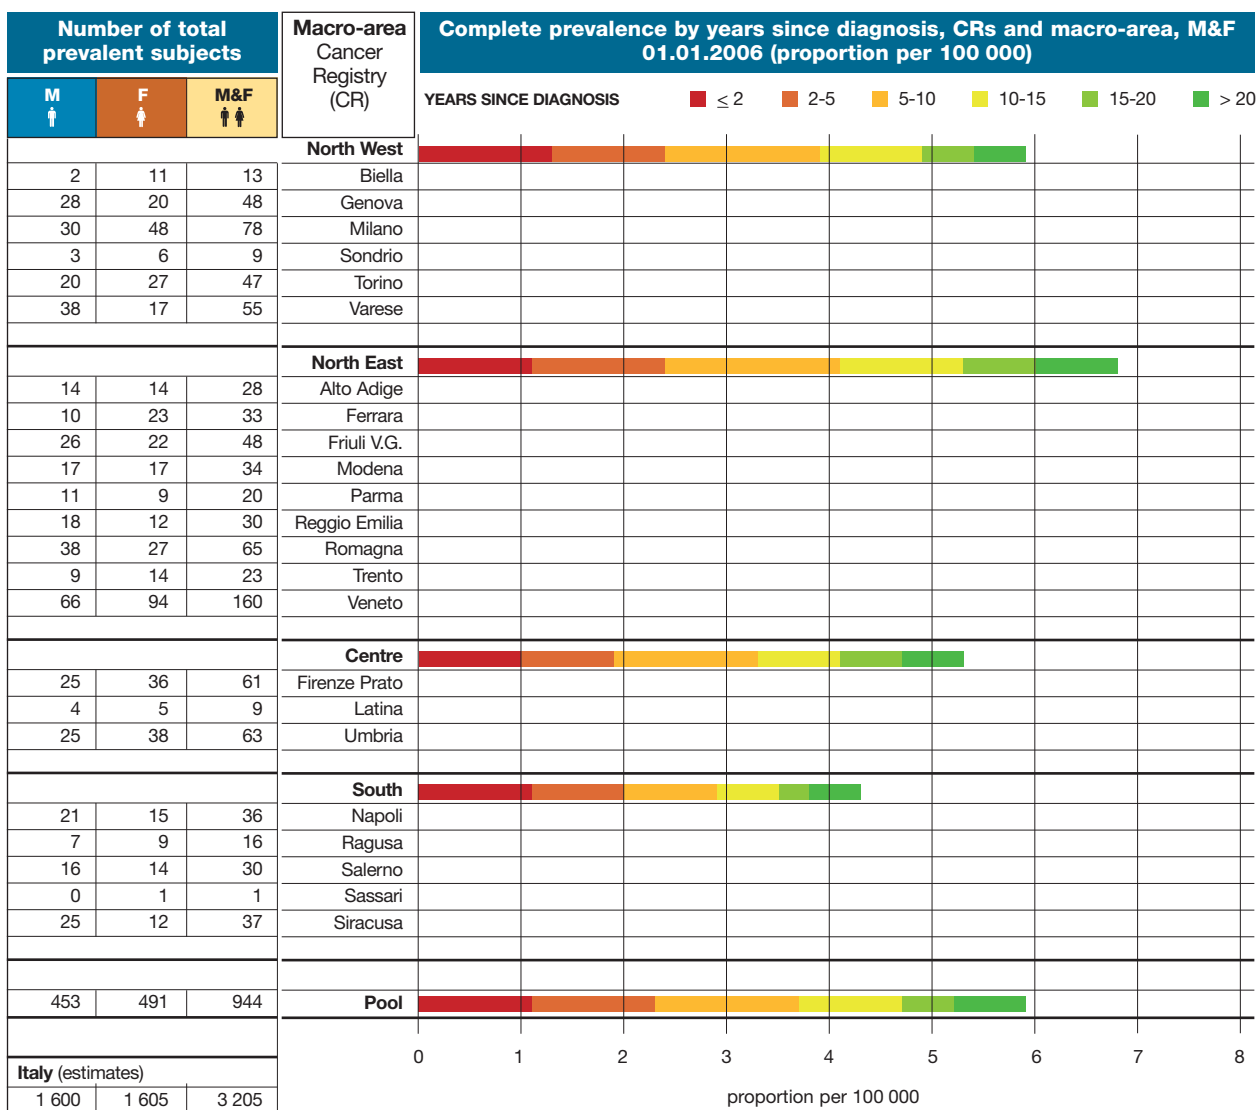 Number of total
prevalent subjects
Macro-area
Cancer
Registry
(CR)
Complete prevalence by years since diagnosis, CRs and macro-area, M&F
01.01.2006 (proportion per 100 000)
M F M&F
YEARS SINCE DIAGNOSIS ≤ 2 2-5 5-10 10-15 15-20 > 20
North West
2 11 13 Biella
28 20 48 Genova
30 48 78 Milano
3 6 9 Sondrio
20 27 47 Torino
38 17 55 Varese
North East
14 14 28 Alto Adige
10 23 33 Ferrara
26 22 48 Friuli V.G.
17 17 34 Modena
11 9 20 Parma
18 12 30 Reggio Emilia
38 27 65 Romagna
9 14 23 Trento
66 94 160 Veneto
Centre
25 36 61 Firenze Prato
4 5 9 Latina
25 38 63 Umbria
South
21 15 36 Napoli
7 9 16 Ragusa
16 14 30 Salerno
0 1 1 Sassari
25 12 37 Siracusa
453 491 944 Pool
0 1 2 3 4 5 6 7 8
Italy (estimates)
1 600 1 605 3 205
proportion per 100 000